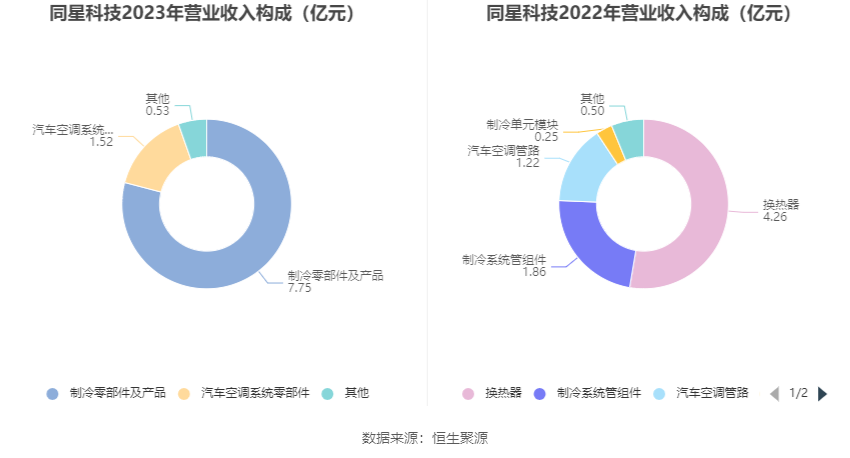 同星科技2023年营业收入构成（亿元）
其他
0.53
汽车空调系统...
1.52
制冷零部件及产品
7.75
制冷零部件及产品
汽车空调系统零部件
其他
同星科技2022年营业收入构成（亿元）
其他
0.50
制冷单元模块
0.25
汽车空调管路
1.22
换热器
4.26
制冷系统管组件
1.86
换热器
制冷系统管组件
汽车空调管路
1/2
数据来源：恒生聚源